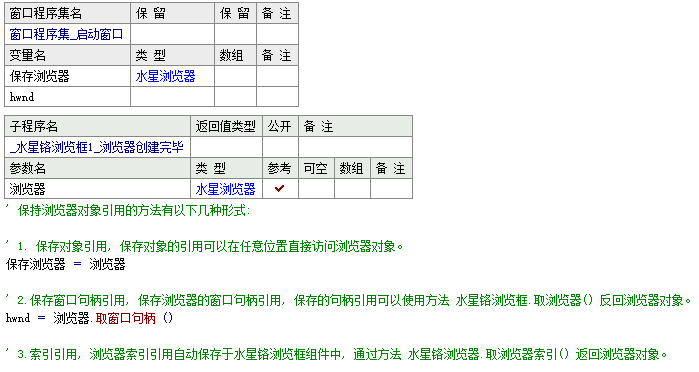 窗口程序集名 保 留 保 留 备 注
窗口程序集_启动窗口
变量名 类 型 数组 备 注
保存浏览器 水星浏览器
hwnd
子程序名 返回值类型 公开 备 注
_水星铬浏览框1_浏览器创建完毕
参数名 类 型 参考 可空 数组 备 注
浏览器 水星浏览器 ✓
' 保持浏览器对象引用的方法有以下几种形式:
' 1. 保存对象引用, 保存对象的引用可以在任意位置直接访问浏览器对象。
保存浏览器 = 浏览器
' 2.保存窗口句柄引用, 保存浏览器的窗口句柄引用, 保存的句柄引用可以使用方法 水星铬浏览框.取浏览器() 反回浏览器对象。
hwnd = 浏览器.取窗口句柄 ()
' 3.索引引用, 浏览器索引引用自动保存于水星铬浏览框组件中, 通过方法 水星铬浏览器.取浏览器索引() 返回浏览器对象。